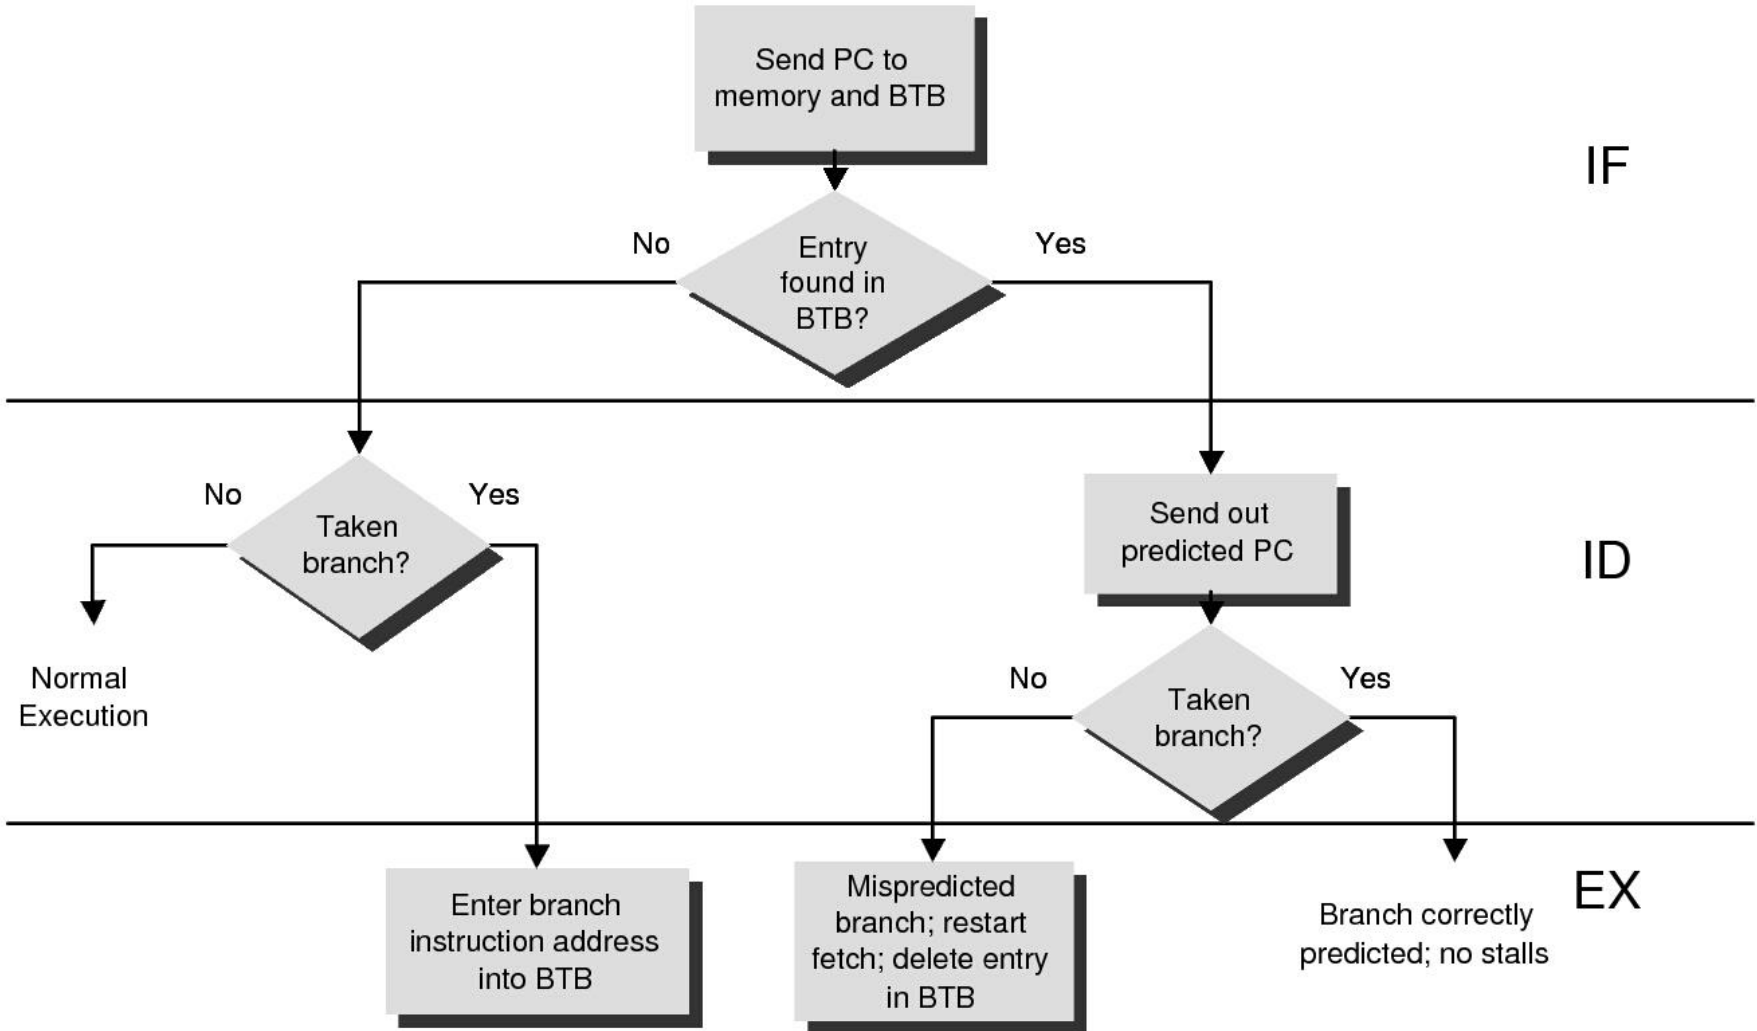 Send PC to
memory and BTB
IF
No
Entry
found in
BTB?
Yes
No
Taken
branch?
Yes
Send out
predicted PC
ID
Normal
Execution
No
Taken
branch?
Yes
Enter branch
instruction address
into BTB
Mispredicted
branch; restart
fetch; delete entry
in BTB
Branch correctly
predicted; no stalls
EX